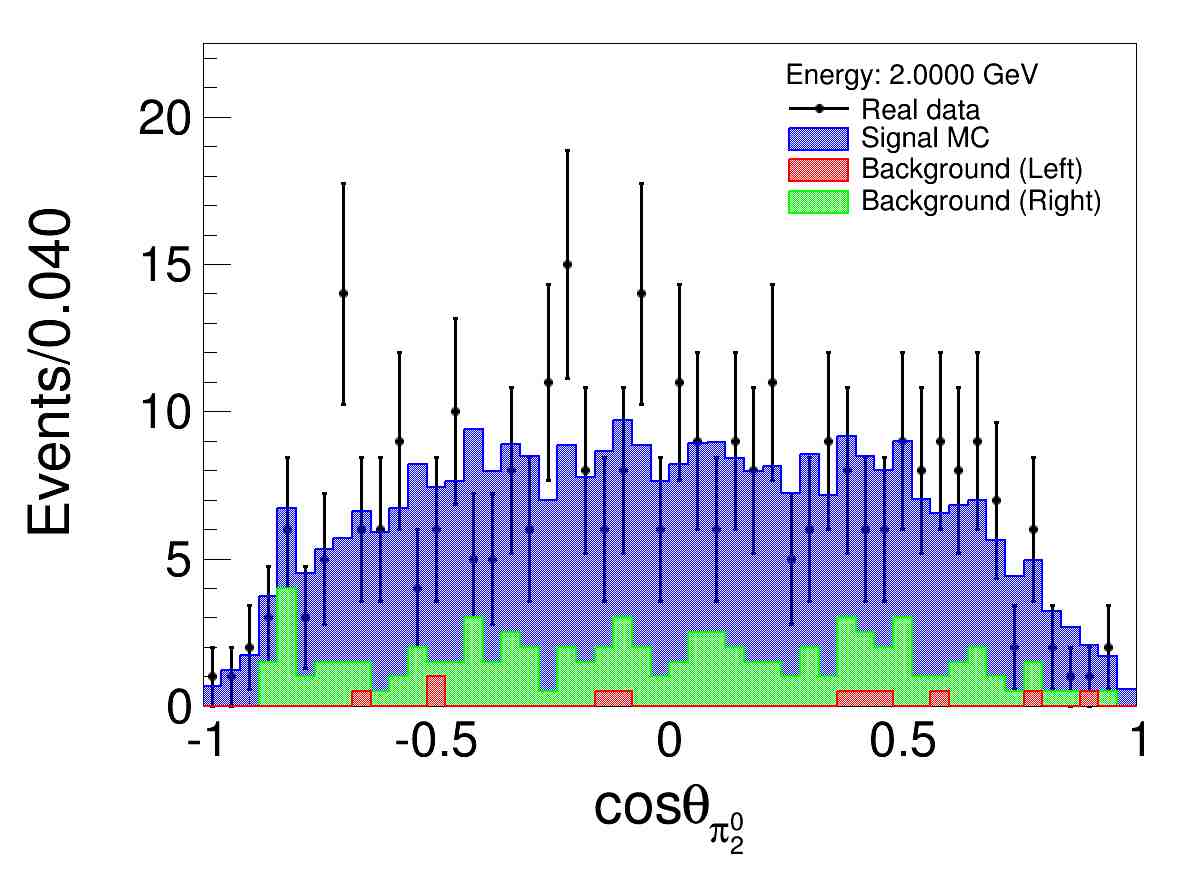 Energy: 2.0000 GeV
Real data
Signal MC
Background (Left)
Background (Right)
Events/0.040
20
15
10
5
0
-1
-0.5
0
0.5
1
cosθπ⁰₂